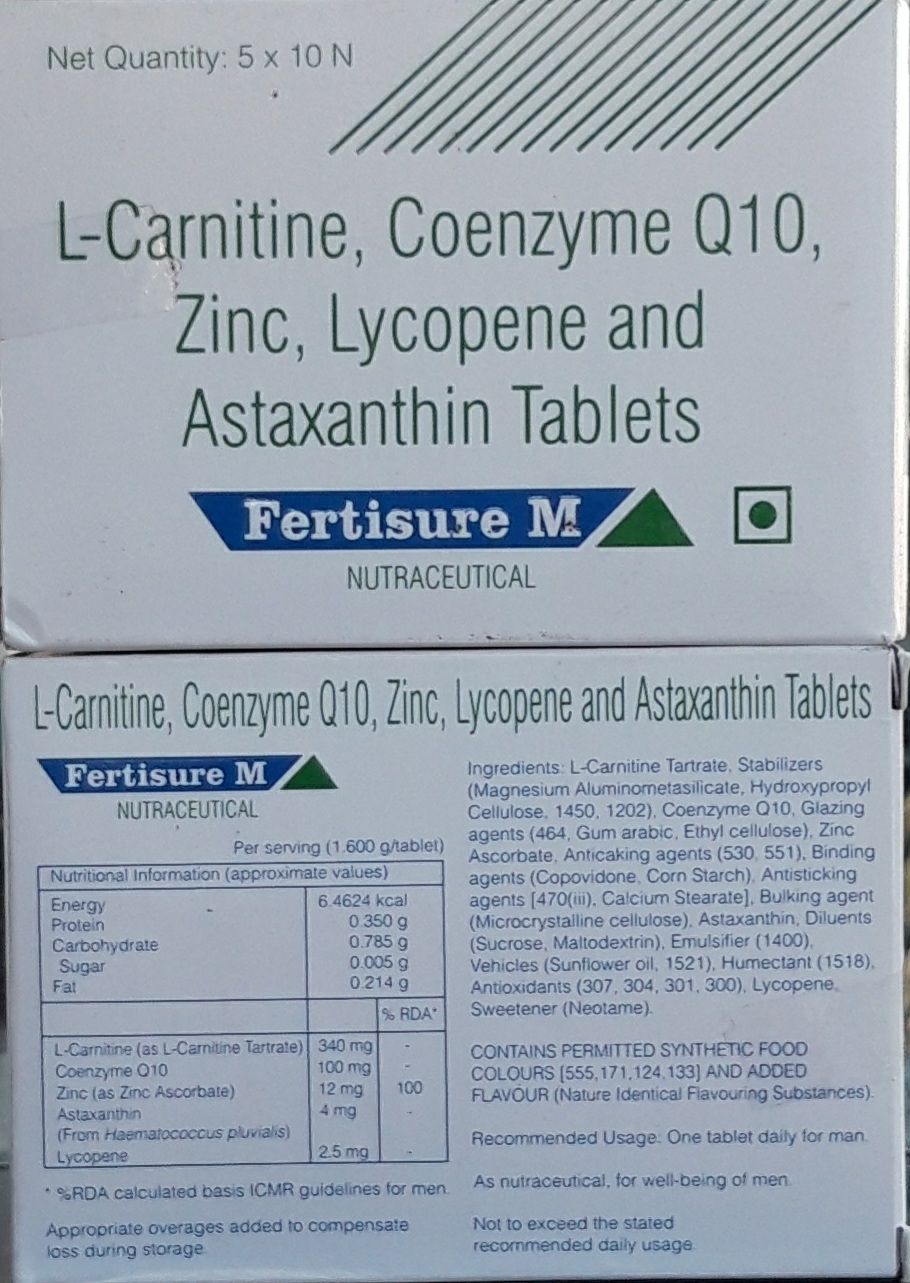 Net Quantity: 5 x 10 N
L-Carnitine, Coenzyme Q10,
Zinc, Lycopene and
Astaxanthin Tablets
Fertisure M
NUTRACEUTICAL
L-Carnitine, Coenzyme Q10, Zinc, Lycopene and Astaxanthin Tablets
Fertisure M
NUTRACEUTICAL
Per serving (1.600 g/tablet)
Nutritional Information (approximate values)
Energy 6.4624 kcal
Protein 0.350 g
Carbohydrate 0.785 g
Sugar 0.005 g
Fat 0.214 g
% RDA*
L-Carnitine (as L-Carnitine Tartrate) 340 mg -
Coenzyme Q10 100 mg -
Zinc (as Zinc Ascorbate) 12 mg 100
Astaxanthin 4 mg -
(From Haematococcus pluvialis)
Lycopene 2.5 mg -
* %RDA calculated basis ICMR guidelines for men.
Appropriate overages added to compensate
loss during storage.
Ingredients: L-Carnitine Tartrate, Stabilizers
(Magnesium Aluminometasilicate, Hydroxypropyl
Cellulose, 1450, 1202), Coenzyme Q10, Glazing
agents (464, Gum arabic, Ethyl cellulose), Zinc
Ascorbate, Anticaking agents (530, 551), Binding
agents (Copovidone, Corn Starch), Antisticking
agents [470(iii), Calcium Stearate], Bulking agent
(Microcrystalline cellulose), Astaxanthin, Diluents
(Sucrose, Maltodextrin), Emulsifier (1400),
Vehicles (Sunflower oil, 1521), Humectant (1518),
Antioxidants (307, 304, 301, 300), Lycopene,
Sweetener (Neotame).
CONTAINS PERMITTED SYNTHETIC FOOD
COLOURS [555,171,124,133] AND ADDED
FLAVOUR (Nature Identical Flavouring Substances).
Recommended Usage: One tablet daily for man.
As nutraceutical, for well-being of men.
Not to exceed the stated
recommended daily usage.